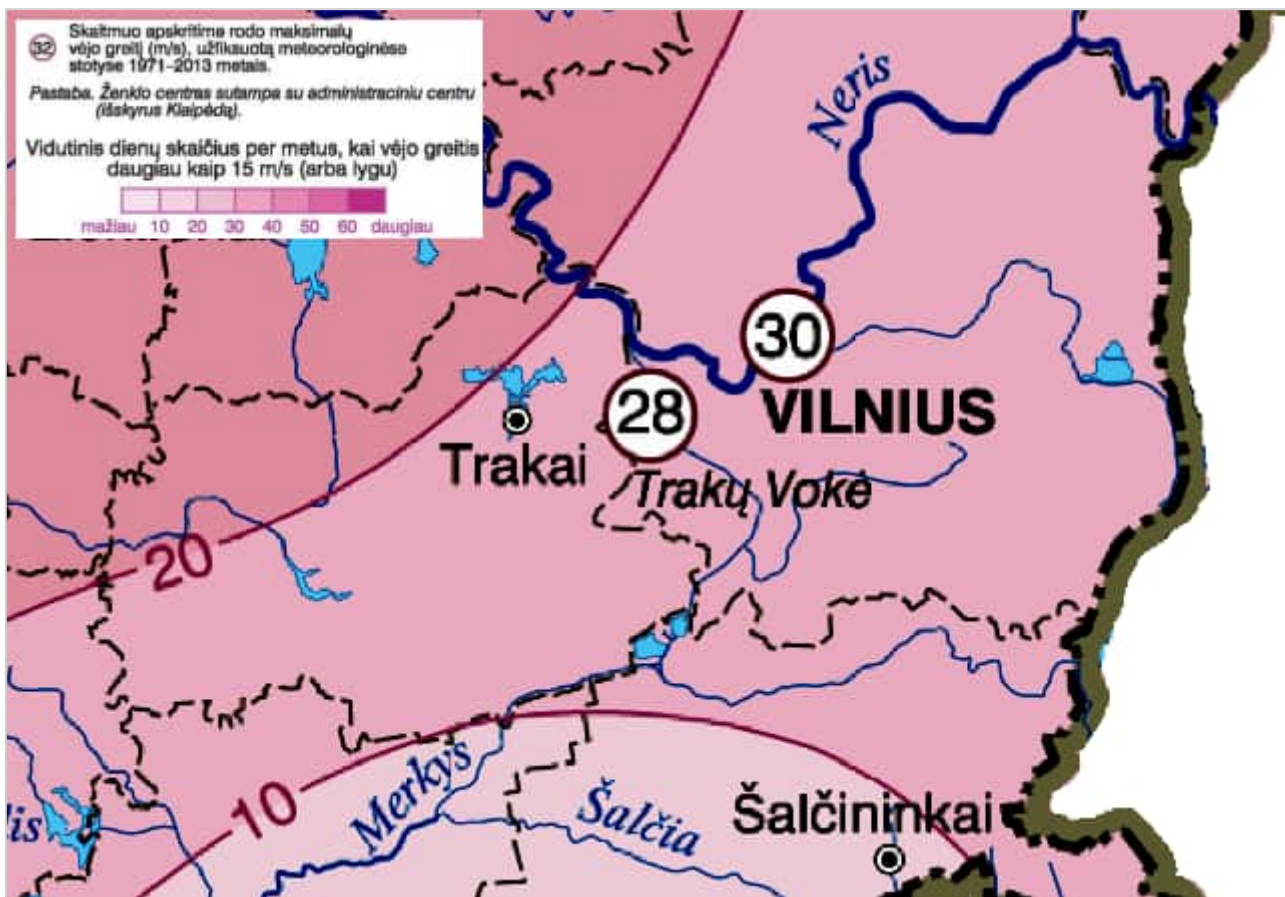 32 Skaitmuo apskritime rodo maksimalų
vėjo greitį (m/s), užfiksuotą meteorologinėse
stotyse 1971–2013 metais.
Pastaba. Ženklo centras sutampa su administraciniu centru
(išskyrus Klaipėdą).
Vidutinis dienų skaičius per metus, kai vėjo greitis
daugiau kaip 15 m/s (arba lygu)
mažiau 10 20 30 40 50 60 daugiau
Neris
30
VILNIUS
28
Trakai
Trakų Vokė
20
10
Merkys
Šalčia
Šalčininkai